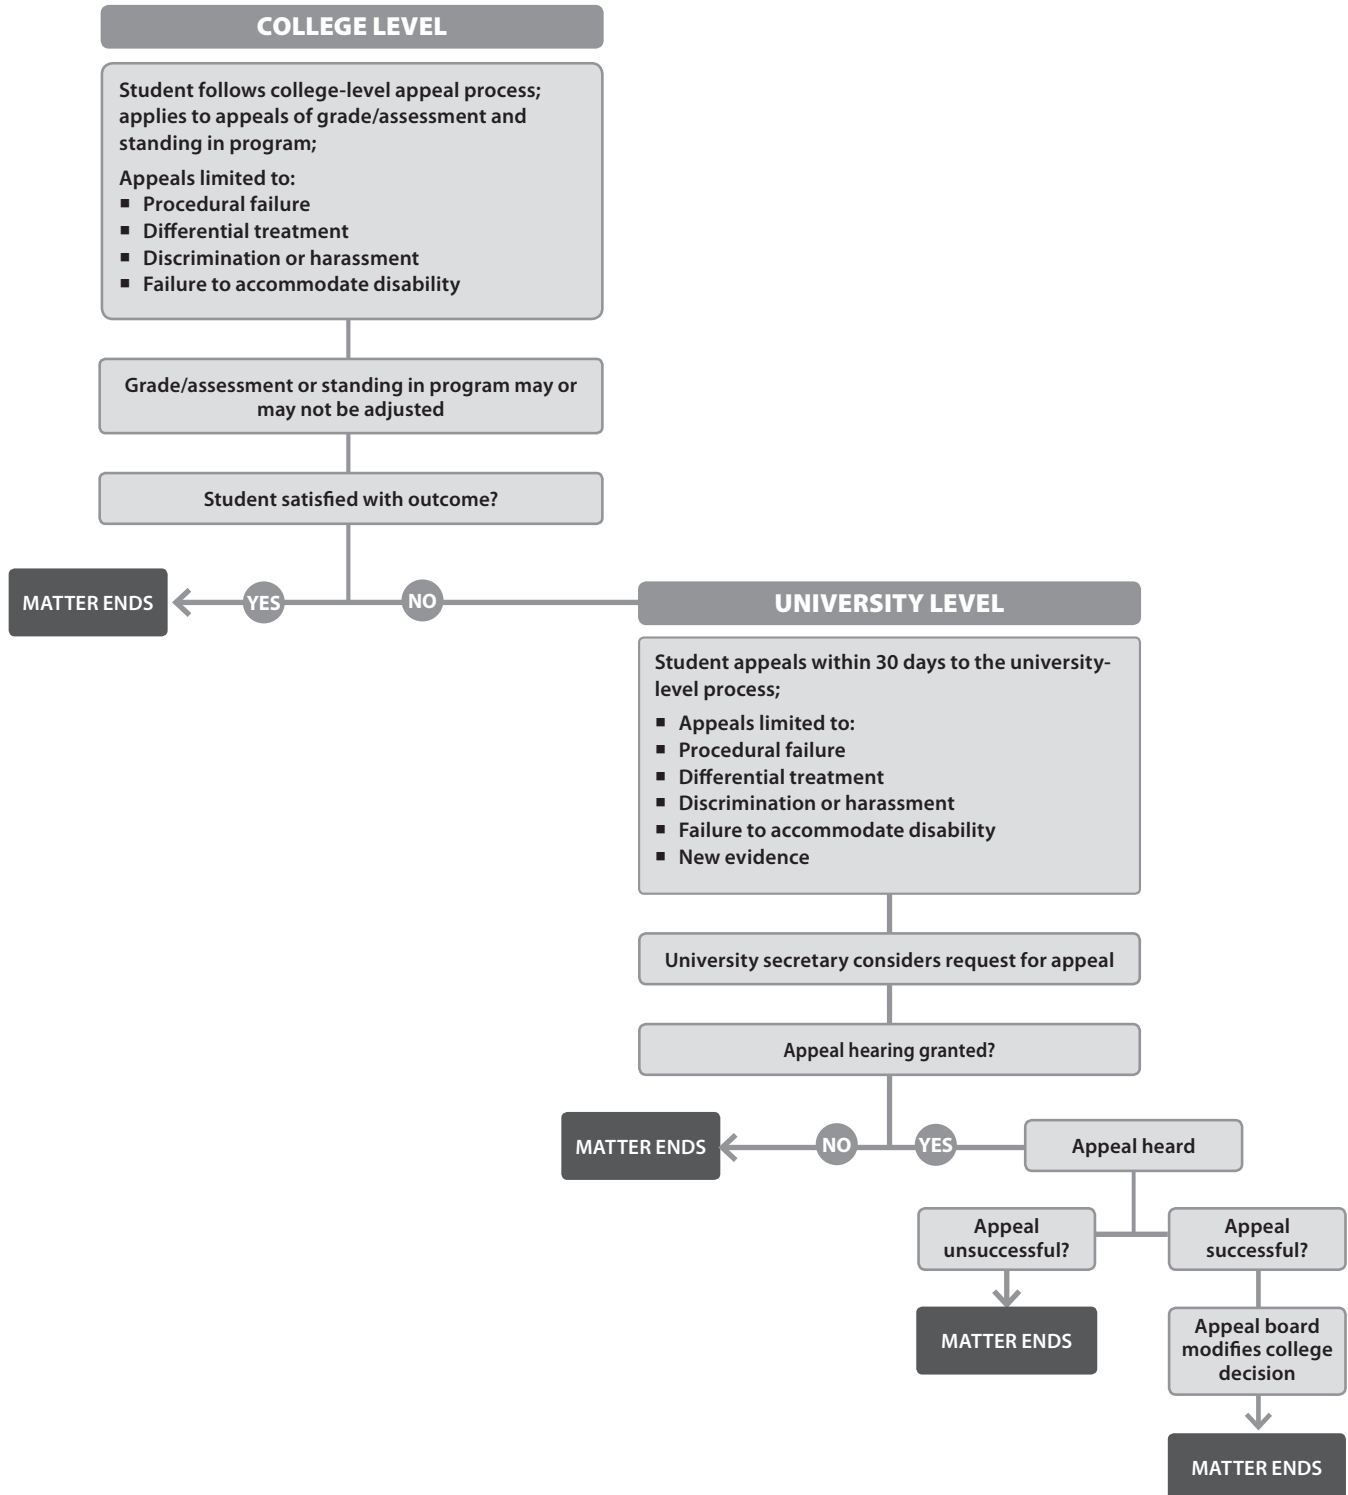 COLLEGE LEVEL
Student follows college-level appeal process;
applies to appeals of grade/assessment and
standing in program;
Appeals limited to:
▪ Procedural failure
▪ Differential treatment
▪ Discrimination or harassment
▪ Failure to accommodate disability
Grade/assessment or standing in program may or
may not be adjusted
Student satisfied with outcome?
MATTER ENDS
YES
NO
UNIVERSITY LEVEL
Student appeals within 30 days to the university-
level process;
▪ Appeals limited to:
▪ Procedural failure
▪ Differential treatment
▪ Discrimination or harassment
▪ Failure to accommodate disability
▪ New evidence
University secretary considers request for appeal
Appeal hearing granted?
MATTER ENDS
NO
YES
Appeal heard
Appeal
unsuccessful?
MATTER ENDS
Appeal
successful?
Appeal board
modifies college
decision
MATTER ENDS